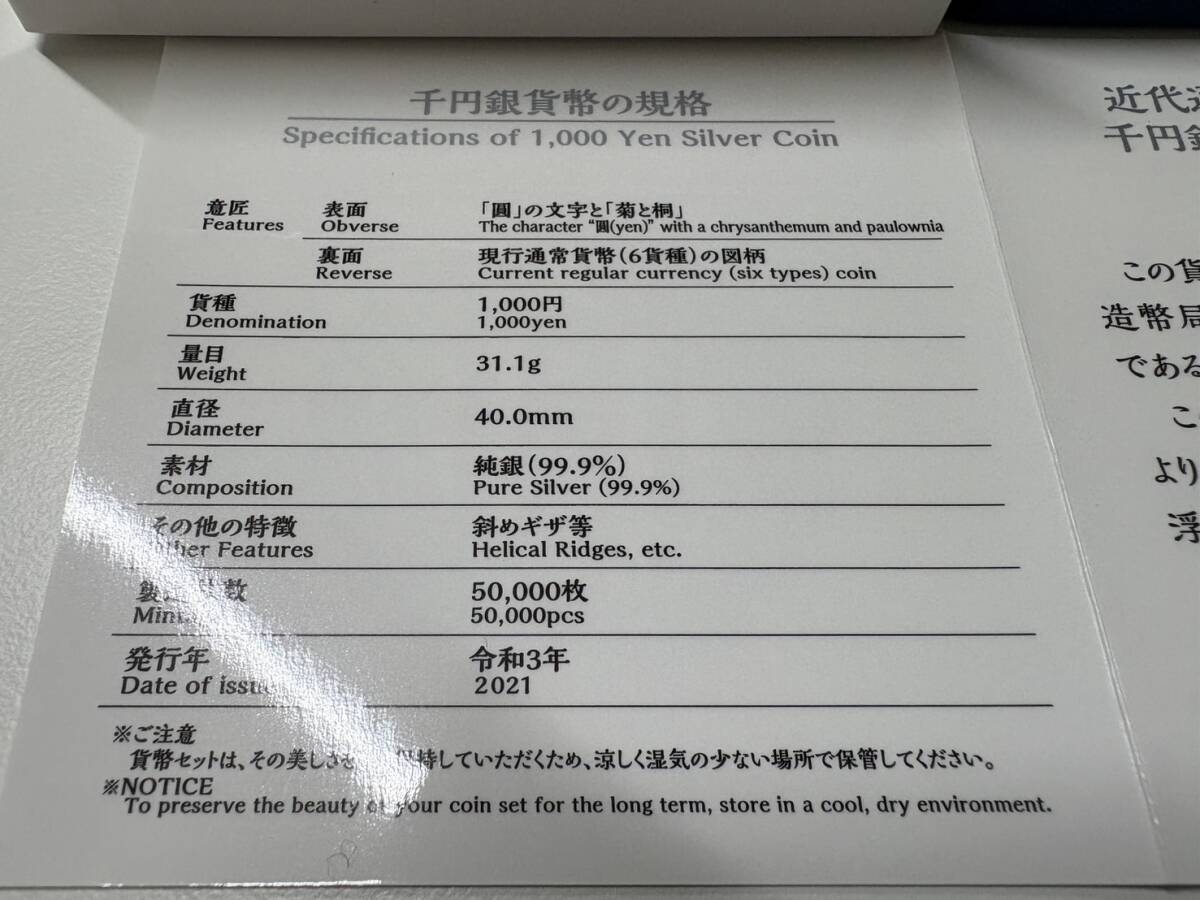 千円銀貨幣の規格
Specifications of 1,000 Yen Silver Coin
意匠 表面 「圓」の文字と「菊と桐」
Features Obverse The character "圓(yen)" with a chrysanthemum and paulownia
裏面 現行通常貨幣(6貨種)の図柄
Reverse Current regular currency (six types) coin
貨種 1,000円
Denomination 1,000yen
量目 31.1g
Weight
直径 40.0mm
Diameter
素材 純銀(99.9%)
Composition Pure Silver (99.9%)
その他の特徴 斜めギザ等
Features Helical Ridges, etc.
数 50,000枚
50,000pcs
発行年 令和3年
Date of issue 2021
※ご注意
貨幣セットは、その美しさ 保持していただくため、涼しく湿気の少ない場所で保管してください。
※NOTICE
To preserve the beauty of your coin set for the long term, store in a cool, dry environment.
近代
千円
この貨
造幣局
である
こ
より
浮